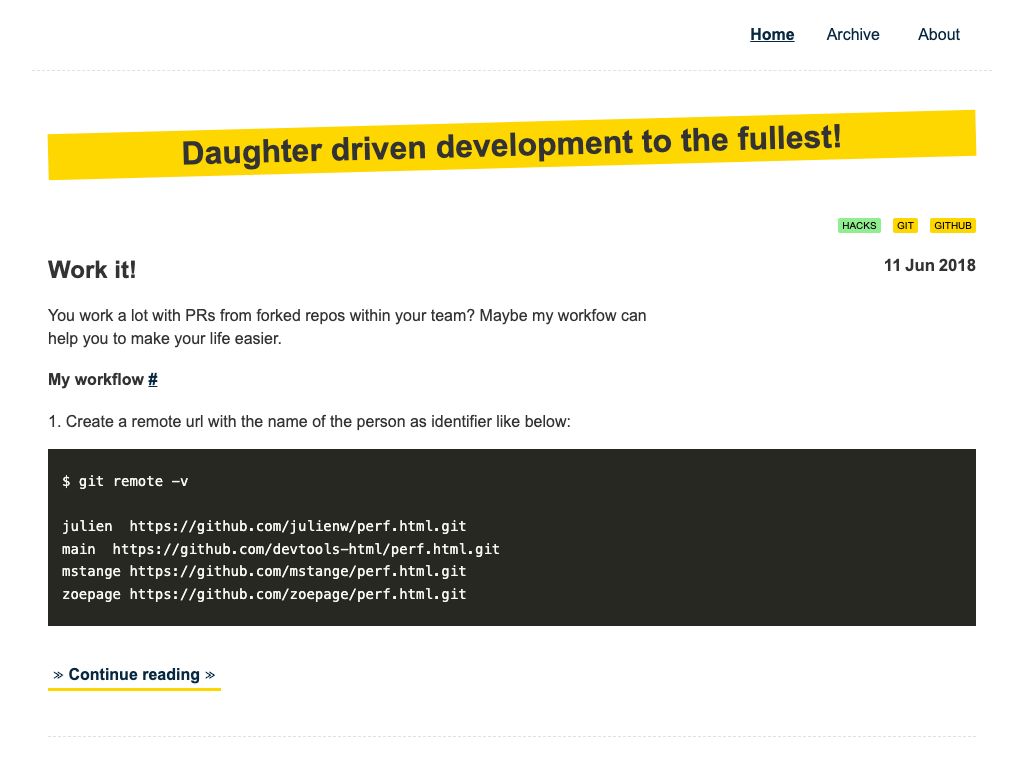 Home Archive About
Daughter driven development to the fullest!
HACKS GIT GITHUB
Work it!
11 Jun 2018
You work a lot with PRs from forked repos within your team? Maybe my workfow can
help you to make your life easier.
My workflow #
1. Create a remote url with the name of the person as identifier like below:
$ git remote -v
julien  https://github.com/julienw/perf.html.git
main  https://github.com/devtools-html/perf.html.git
mstange https://github.com/mstange/perf.html.git
zoepage https://github.com/zoepage/perf.html.git
» Continue reading »